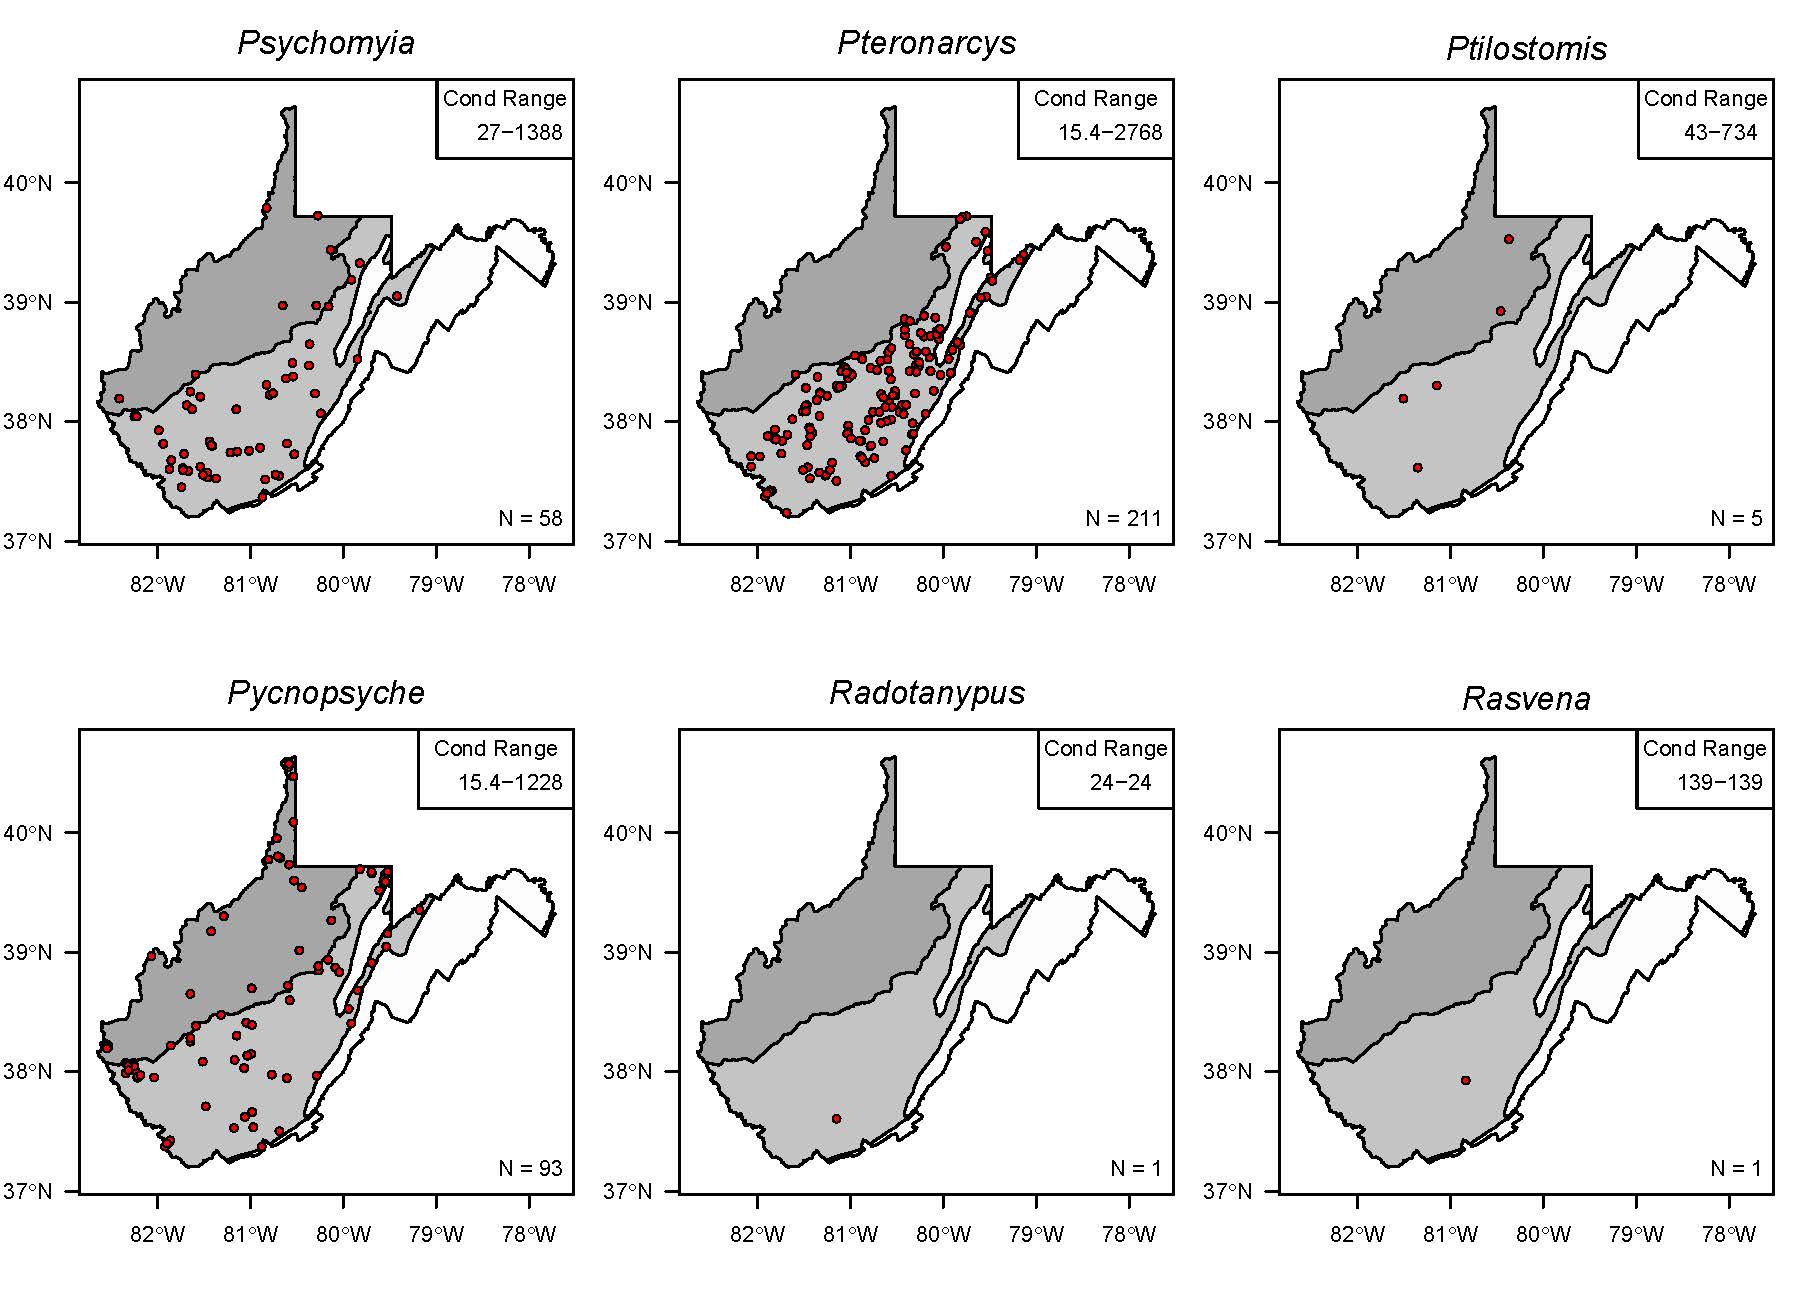 Psychomyia
Cond Range
27−1388
40°N
39°N
38°N
37°N
N = 58
82°W 81°W 80°W 79°W 78°W
Pteronarcys
Cond Range
15.4−2768
40°N
39°N
38°N
37°N
N = 211
82°W 81°W 80°W 79°W 78°W
Ptilostomis
Cond Range
43−734
40°N
39°N
38°N
37°N
N = 5
82°W 81°W 80°W 79°W 78°W
Pycnopsyche
Cond Range
15.4−1228
40°N
39°N
38°N
37°N
N = 93
82°W 81°W 80°W 79°W 78°W
Radotanypus
Cond Range
24−24
40°N
39°N
38°N
37°N
N = 1
82°W 81°W 80°W 79°W 78°W
Rasvena
Cond Range
139−139
40°N
39°N
38°N
37°N
N = 1
82°W 81°W 80°W 79°W 78°W